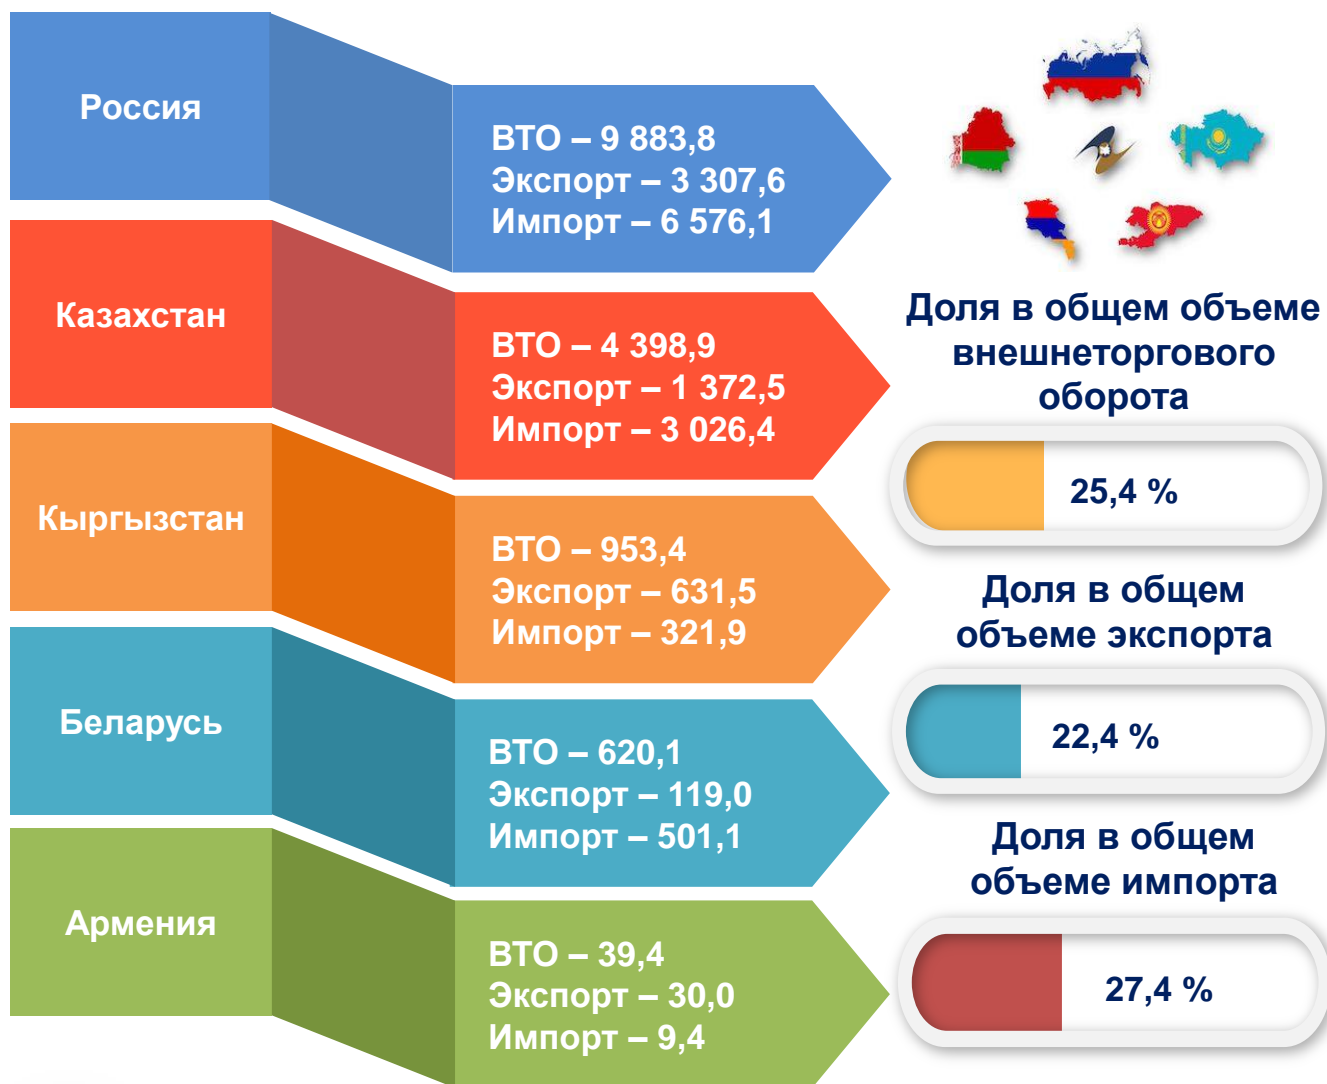 Россия
ВТО – 9 883,8
Экспорт – 3 307,6
Импорт – 6 576,1
Казахстан
ВТО – 4 398,9
Экспорт – 1 372,5
Импорт – 3 026,4
Кыргызстан
ВТО – 953,4
Экспорт – 631,5
Импорт – 321,9
Беларусь
ВТО – 620,1
Экспорт – 119,0
Импорт – 501,1
Армения
ВТО – 39,4
Экспорт – 30,0
Импорт – 9,4
Доля в общем объеме
внешнеторгового
оборота
25,4 %
Доля в общем
объеме экспорта
22,4 %
Доля в общем
объеме импорта
27,4 %